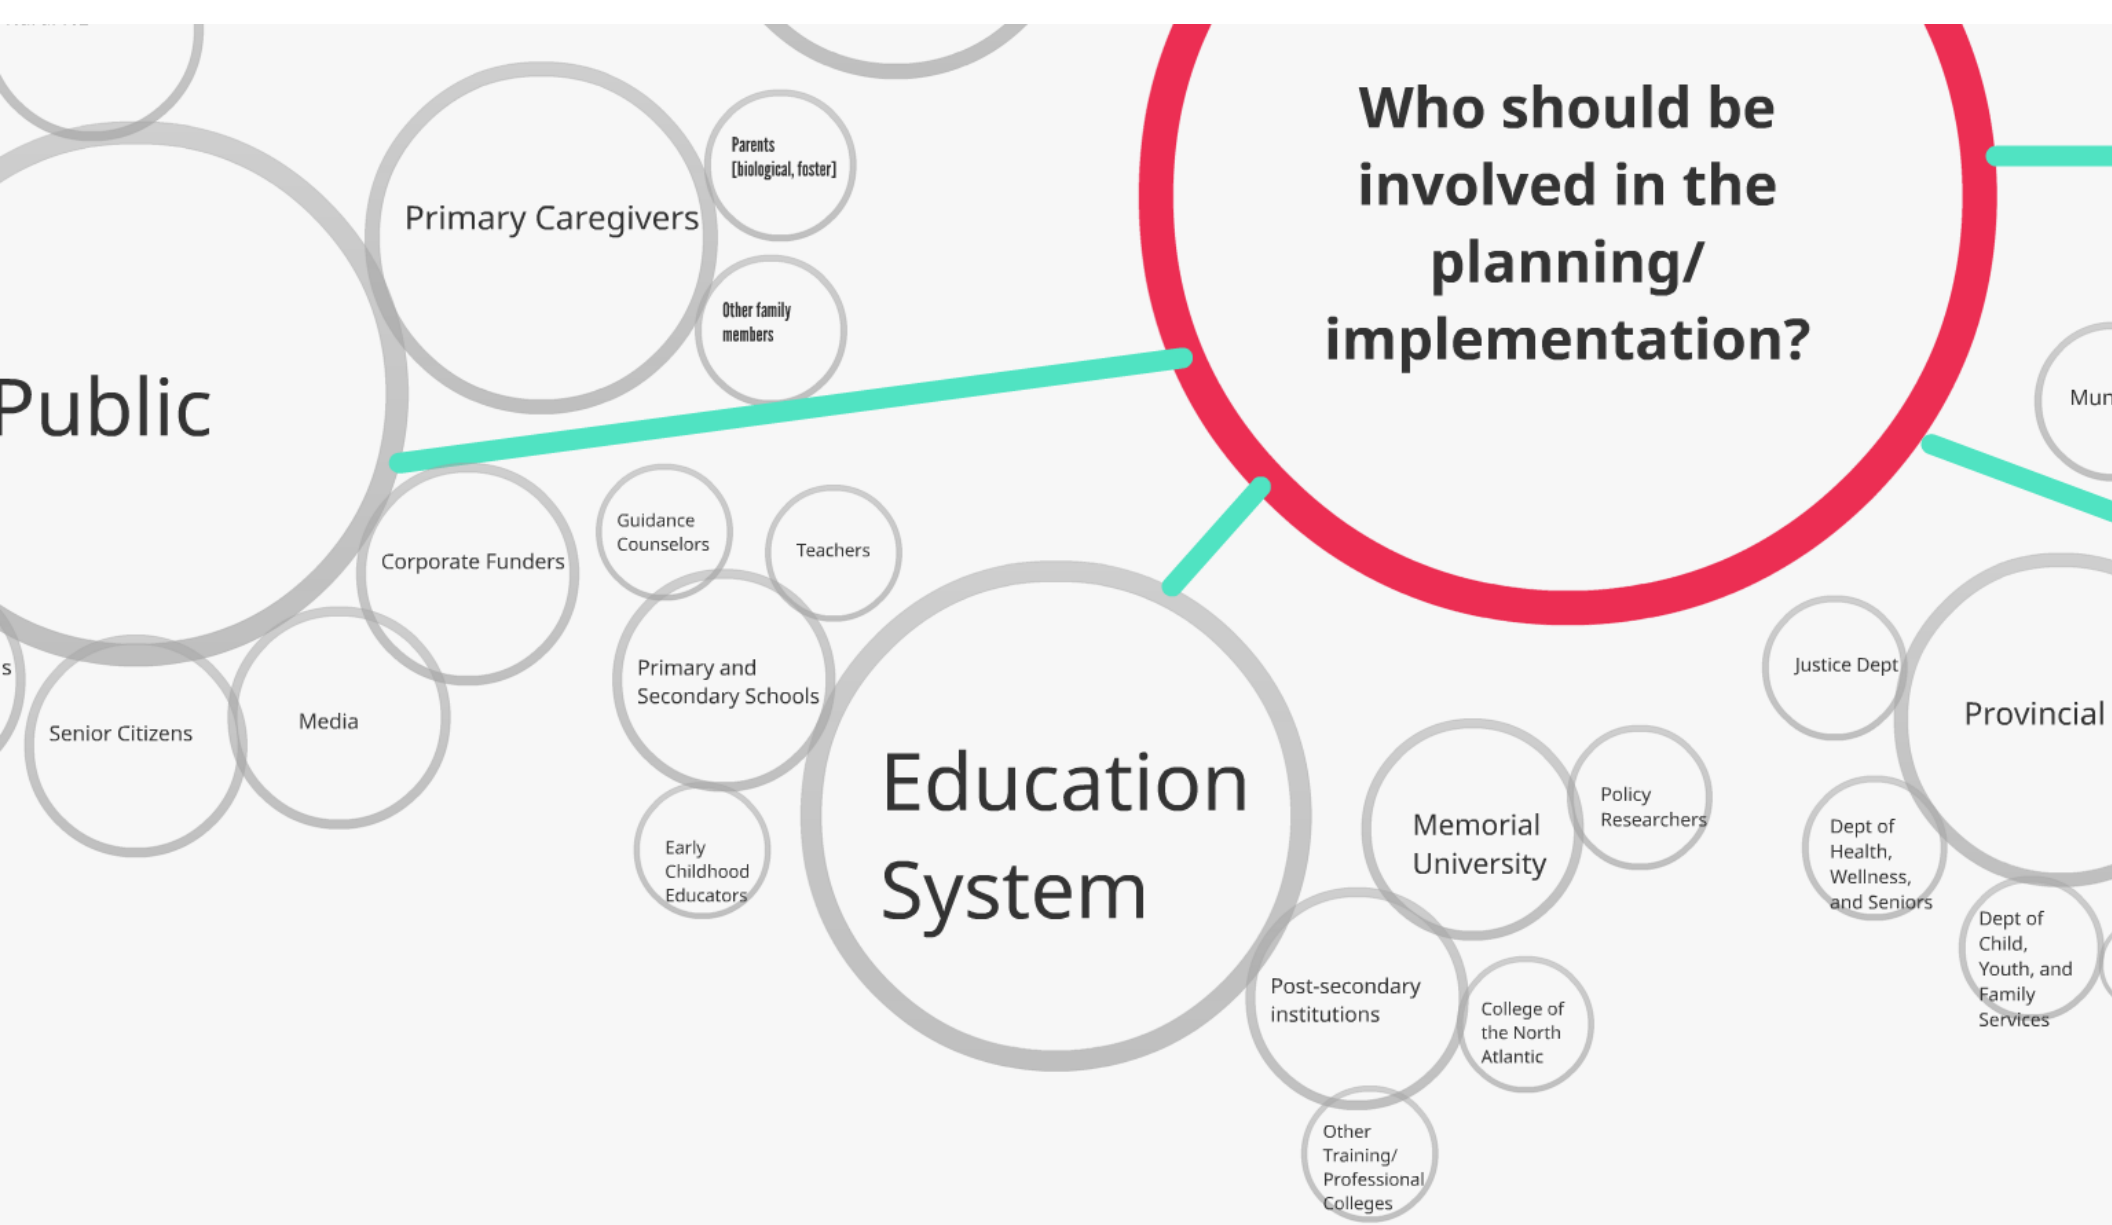 Who should be
involved in the
planning/
implementation?
Primary Caregivers
Parents
[biological, foster]
Other family
members
Public
Corporate Funders
Media
Senior Citizens
s
Guidance
Counselors
Teachers
Primary and
Secondary Schools
Early
Childhood
Educators
Education
System
Memorial
University
Policy
Researchers
Post-secondary
institutions
College of
the North
Atlantic
Other
Training/
Professional
Colleges
Mun
Justice Dept
Provincial
Dept of
Health,
Wellness,
and Seniors
Dept of
Child,
Youth, and
Family
Services